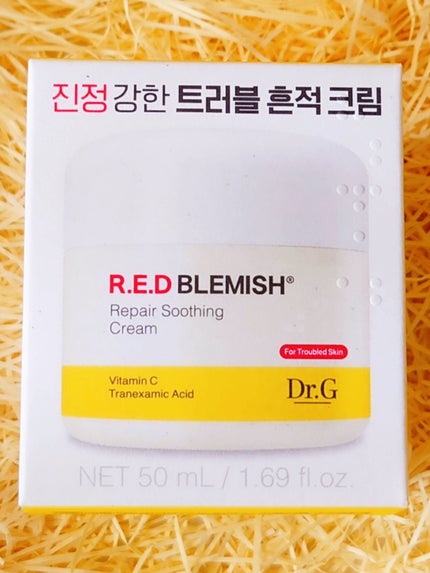 진정 강한 트러블 흔적 크림
R.E.D BLEMISH®
Repair Soothing
Cream
For Troubled Skin
Vitamin C
Tranexamic Acid
Dr.G
NET 50 mL / 1.69 fl.oz.